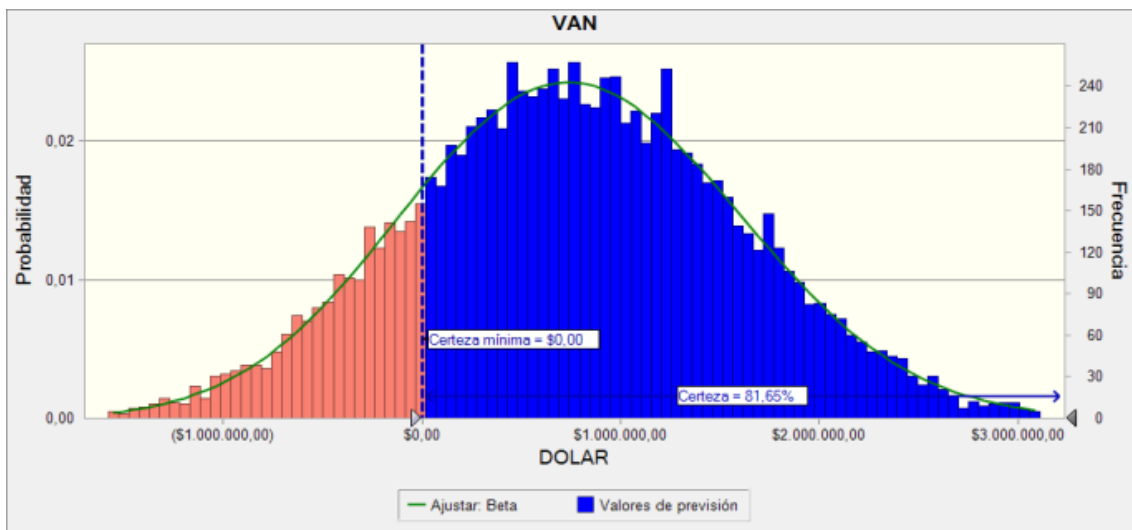 VAN
Probabilidad
0,02
0,01
0,00
240
210
180
150
120
90
60
30
0
Frecuencia
Certeza mínima = $0,00
Certeza = 81,65%
($1.000.000,00)
$0,00
$1.000.000,00
$2.000.000,00
$3.000.000,00
DOLAR
Ajustar: Beta
Valores de previsión